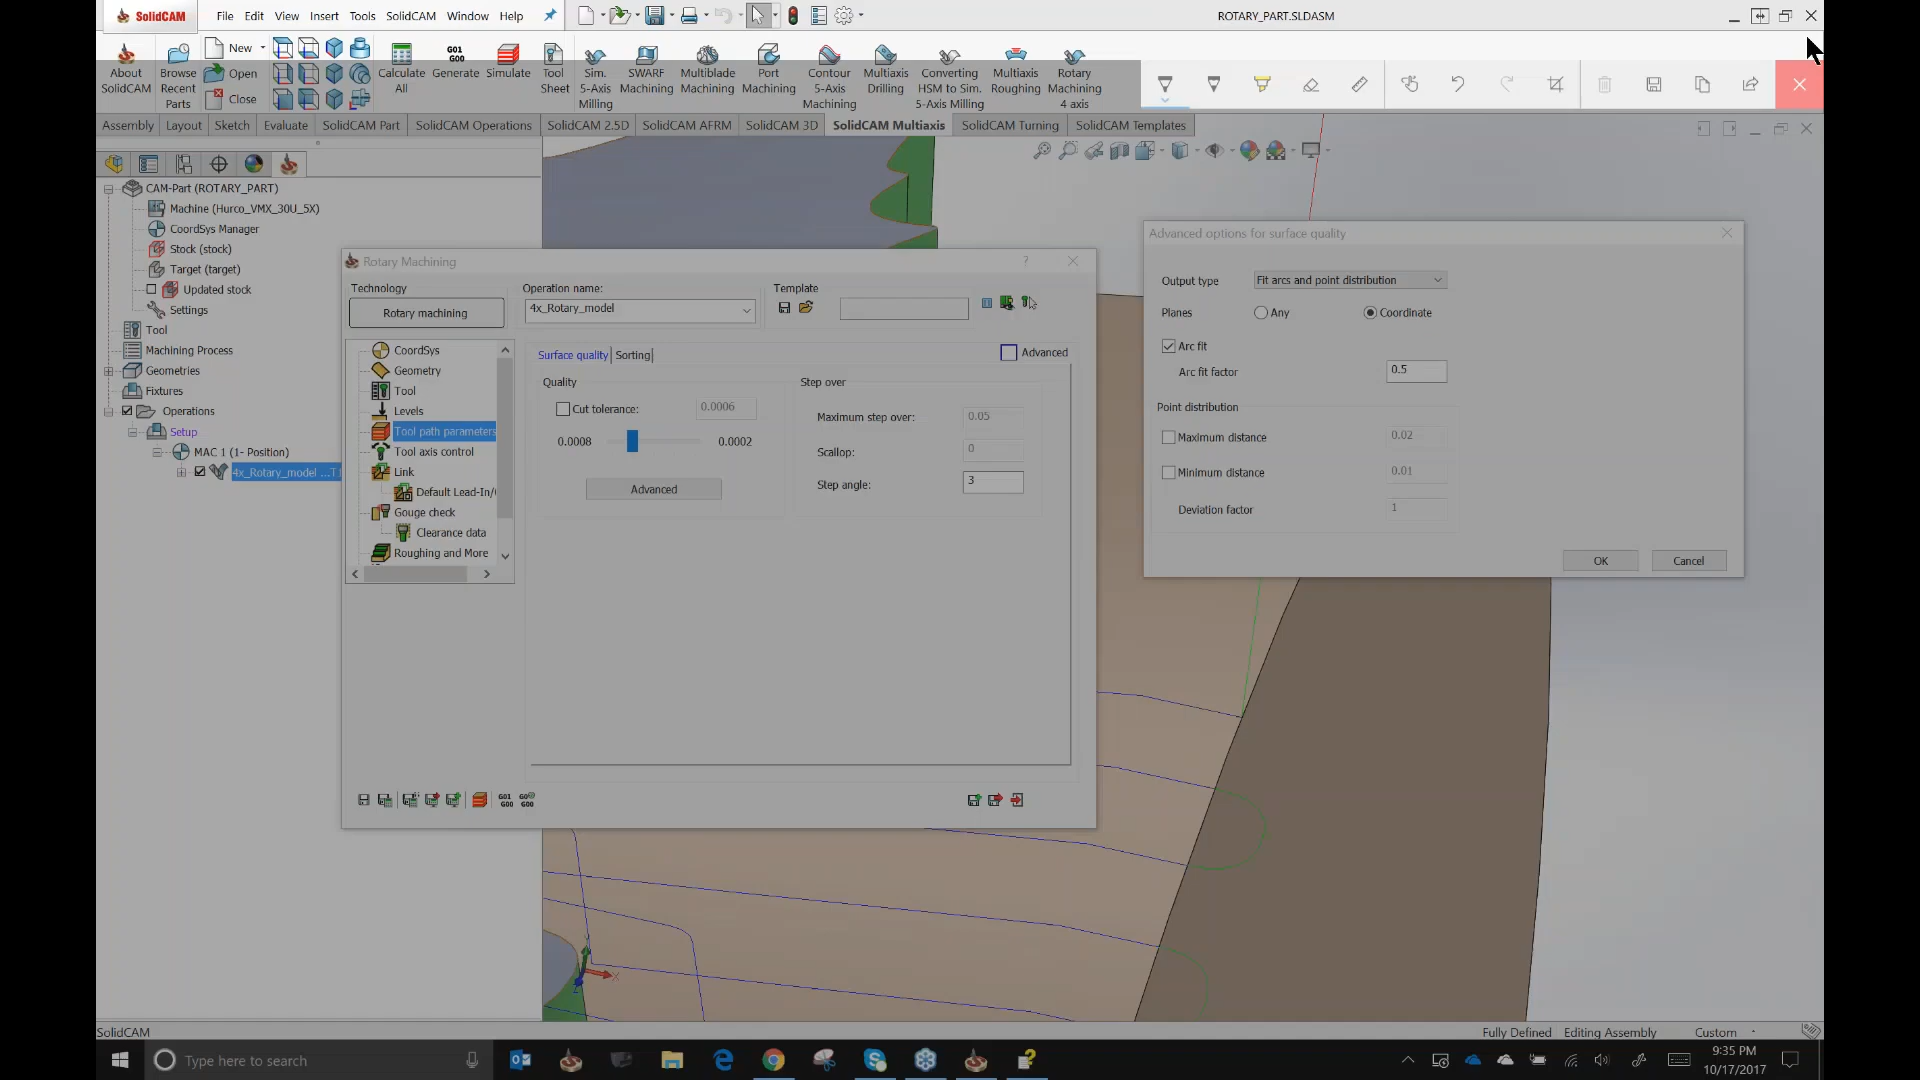 SolidCAM File Edit View Insert Tools SolidCAM Window Help ROTARY_PART.SLDASM
About SolidCAM
Browse Recent Parts
New
Open
Close
Calculate All
G01 G00 Generate
Simulate
Tool Sheet
Sim. 5-Axis Milling
SWARF Machining
Multiblade Machining
Port Machining
Contour 5-Axis Machining
Multiaxis Drilling
Converting HSM to Sim. 5-Axis Milling
Multiaxis Roughing
Rotary Machining 4 axis
Assembly Layout Sketch Evaluate SolidCAM Part SolidCAM Operations SolidCAM 2.5D SolidCAM AFRM SolidCAM 3D SolidCAM Multiaxis SolidCAM Turning SolidCAM Templates
CAM-Part (ROTARY_PART)
Machine (Hurco_VMX_30U_5X)
CoordSys Manager
Stock (stock)
Target (target)
Updated stock
Settings
Tool
Machining Process
Geometries
Fixtures
Operations
Setup
MAC 1 (1- Position)
4x_Rotary_model ...T1
Rotary Machining ?
Technology
Rotary machining
Operation name:
4x_Rotary_model
Template
CoordSys
Geometry
Tool
Levels
Tool path parameters
Tool axis control
Link
Default Lead-In/
Gouge check
Clearance data
Roughing and More
Surface quality Sorting
Advanced
Quality
Cut tolerance: 0.0006
0.0008 0.0002
Advanced
Step over
Maximum step over: 0.05
Scallop: 0
Step angle: 3
G01 G00
Advanced options for surface quality
Output type Fit arcs and point distribution
Planes Any Coordinate
Arc fit
Arc fit factor 0.5
Point distribution
Maximum distance 0.02
Minimum distance 0.01
Deviation factor 1
OK Cancel
X
SolidCAM Fully Defined Editing Assembly Custom
Type here to search
9:35 PM
10/17/2017